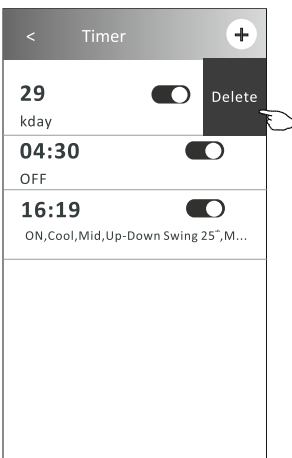 < Timer +
29 Delete
kday
04:30
OFF
16:19
ON,Cool,Mid,Up-Down Swing 25°,M...